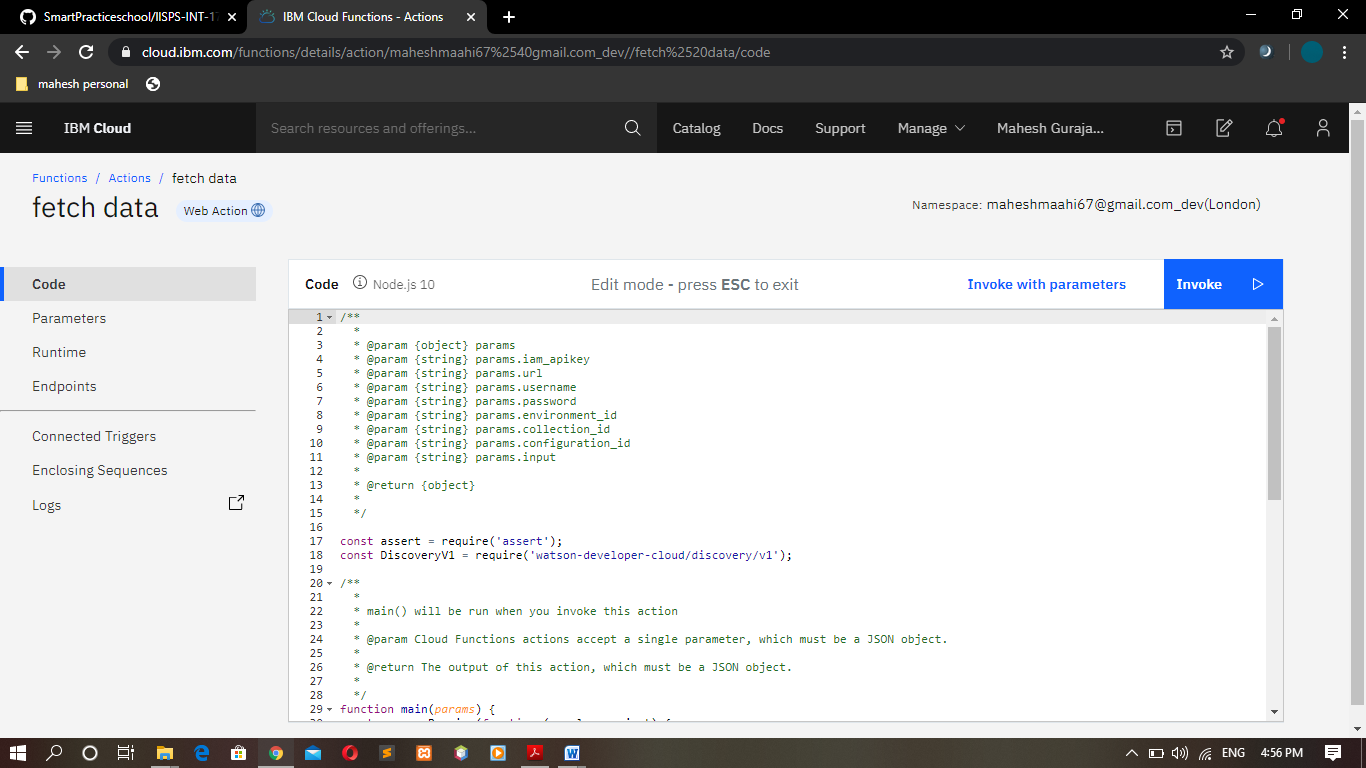 SmartPracticeschool/IISPS-INT-17
IBM Cloud Functions - Actions
cloud.ibm.com/functions/details/action/maheshmaahi67%2540gmail.com_dev//fetch%2520data/code
mahesh personal
IBM Cloud
Search resources and offerings...
Catalog
Docs
Support
Manage
Mahesh Guraja...
Functions / Actions / fetch data
fetch data
Web Action
Namespace: maheshmaahi67@gmail.com_dev(London)
Code
Parameters
Runtime
Endpoints
Connected Triggers
Enclosing Sequences
Logs
Code
Node.js 10
Edit mode - press ESC to exit
Invoke with parameters
Invoke
1 /**
2 *
3 * @param {object} params
4 * @param {string} params.iam_apikey
5 * @param {string} params.url
6 * @param {string} params.username
7 * @param {string} params.password
8 * @param {string} params.environment_id
9 * @param {string} params.collection_id
10 * @param {string} params.configuration_id
11 * @param {string} params.input
12 *
13 * @return {object}
14 *
15 */
16
17 const assert = require('assert');
18 const DiscoveryV1 = require('watson-developer-cloud/discovery/v1');
19
20 /**
21 *
22 * main() will be run when you invoke this action
23 *
24 * @param Cloud Functions actions accept a single parameter, which must be a JSON object.
25 *
26 * @return The output of this action, which must be a JSON object.
27 *
28 */
29 function main(params) {
ENG
4:56 PM